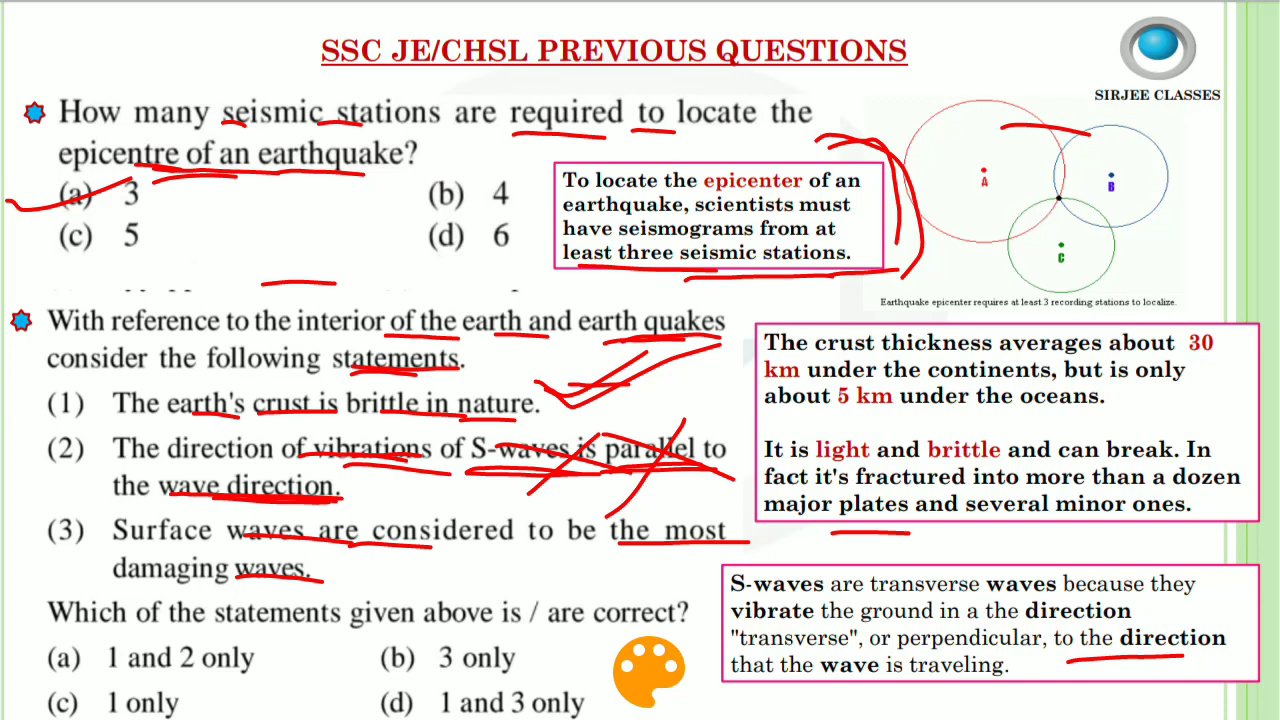 SSC JE/CHSL PREVIOUS QUESTIONS
SIRJEE CLASSES
How many seismic stations are required to locate the
epicentre of an earthquake?
(a) 3 (b) 4
(c) 5 (d) 6
To locate the epicenter of an
earthquake, scientists must
have seismograms from at
least three seismic stations.
A
B
C
Earthquake epicenter requires at least 3 recording stations to localize.
With reference to the interior of the earth and earth quakes
consider the following statements.
(1) The earth's crust is brittle in nature.
(2) The direction of vibrations of S-waves is parallel to
the wave direction.
(3) Surface waves are considered to be the most
damaging waves.
Which of the statements given above is / are correct?
(a) 1 and 2 only (b) 3 only
(c) 1 only (d) 1 and 3 only
The crust thickness averages about 30
km under the continents, but is only
about 5 km under the oceans.
It is light and brittle and can break. In
fact it's fractured into more than a dozen
major plates and several minor ones.
S-waves are transverse waves because they
vibrate the ground in a the direction
"transverse", or perpendicular, to the direction
that the wave is traveling.